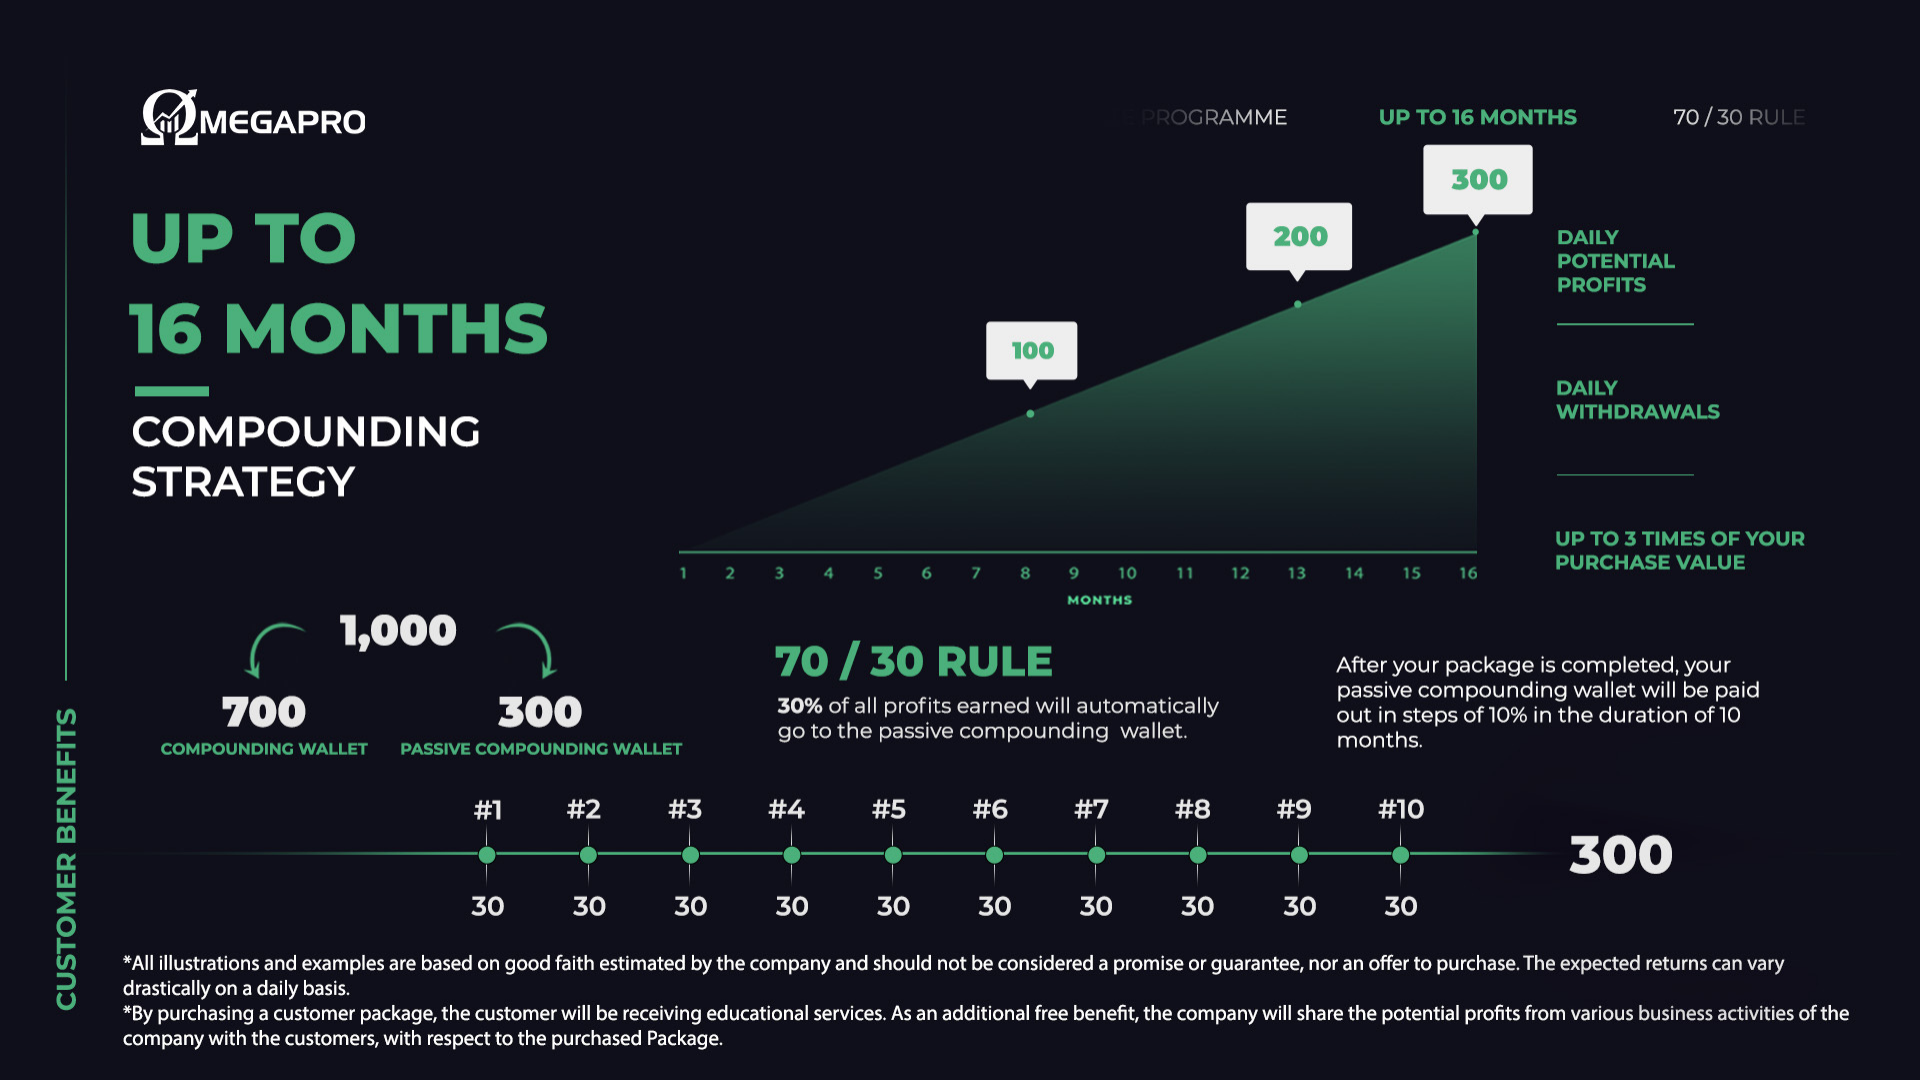 ΩMEGAPRO
PROGRAMME
UP TO 16 MONTHS
70 / 30 RULE
UP TO
16 MONTHS
COMPOUNDING
STRATEGY
100
200
300
1 2 3 4 5 6 7 8 9 10 11 12 13 14 15 16
MONTHS
DAILY
POTENTIAL
PROFITS
DAILY
WITHDRAWALS
UP TO 3 TIMES OF YOUR
PURCHASE VALUE
1,000
700
COMPOUNDING WALLET
300
PASSIVE COMPOUNDING WALLET
70 / 30 RULE
30% of all profits earned will automatically
go to the passive compounding wallet.
After your package is completed, your
passive compounding wallet will be paid
out in steps of 10% in the duration of 10
months.
CUSTOMER BENEFITS
#1 #2 #3 #4 #5 #6 #7 #8 #9 #10
300
30 30 30 30 30 30 30 30 30 30
*All illustrations and examples are based on good faith estimated by the company and should not be considered a promise or guarantee, nor an offer to purchase. The expected returns can vary
drastically on a daily basis.
*By purchasing a customer package, the customer will be receiving educational services. As an additional free benefit, the company will share the potential profits from various business activities of the
company with the customers, with respect to the purchased Package.